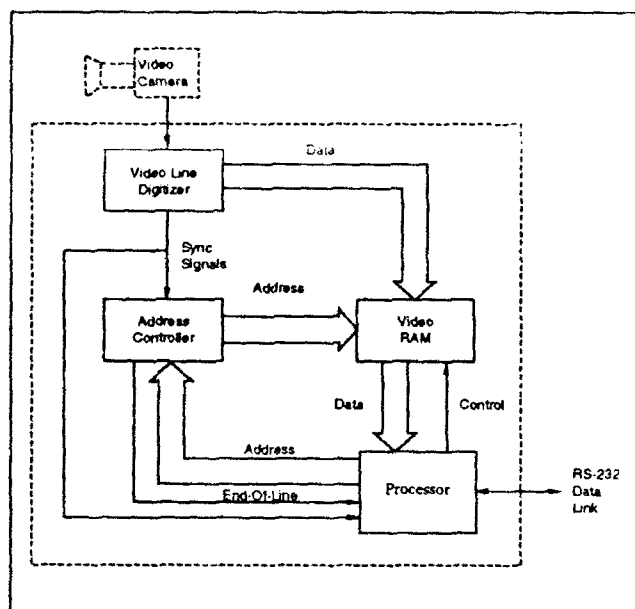 Video
Camera
Data
Video Line
Digitizer
Sync
Signals
Address
Address
Controller
Video
RAM
Data
Control
Address
Processor
RS-232
Data
Link
End-Of-Line